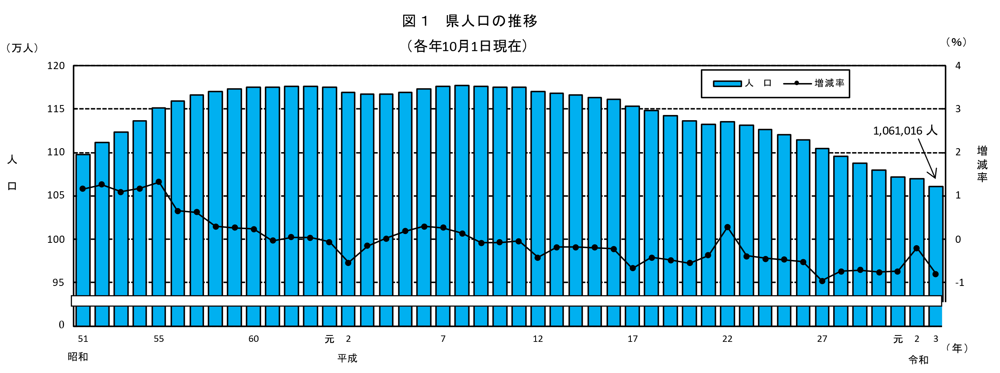 図１　県人口の推移
（各年10月1日現在）
（万人）
（%）
120
115
110
105
100
95
0
人
口
4
3
2
1
0
-1
増
減
率
人　口
増減率
1,061,016 人
51
55
60
元
2
7
12
17
22
27
元
2
3
（年）
昭和
平成
令和